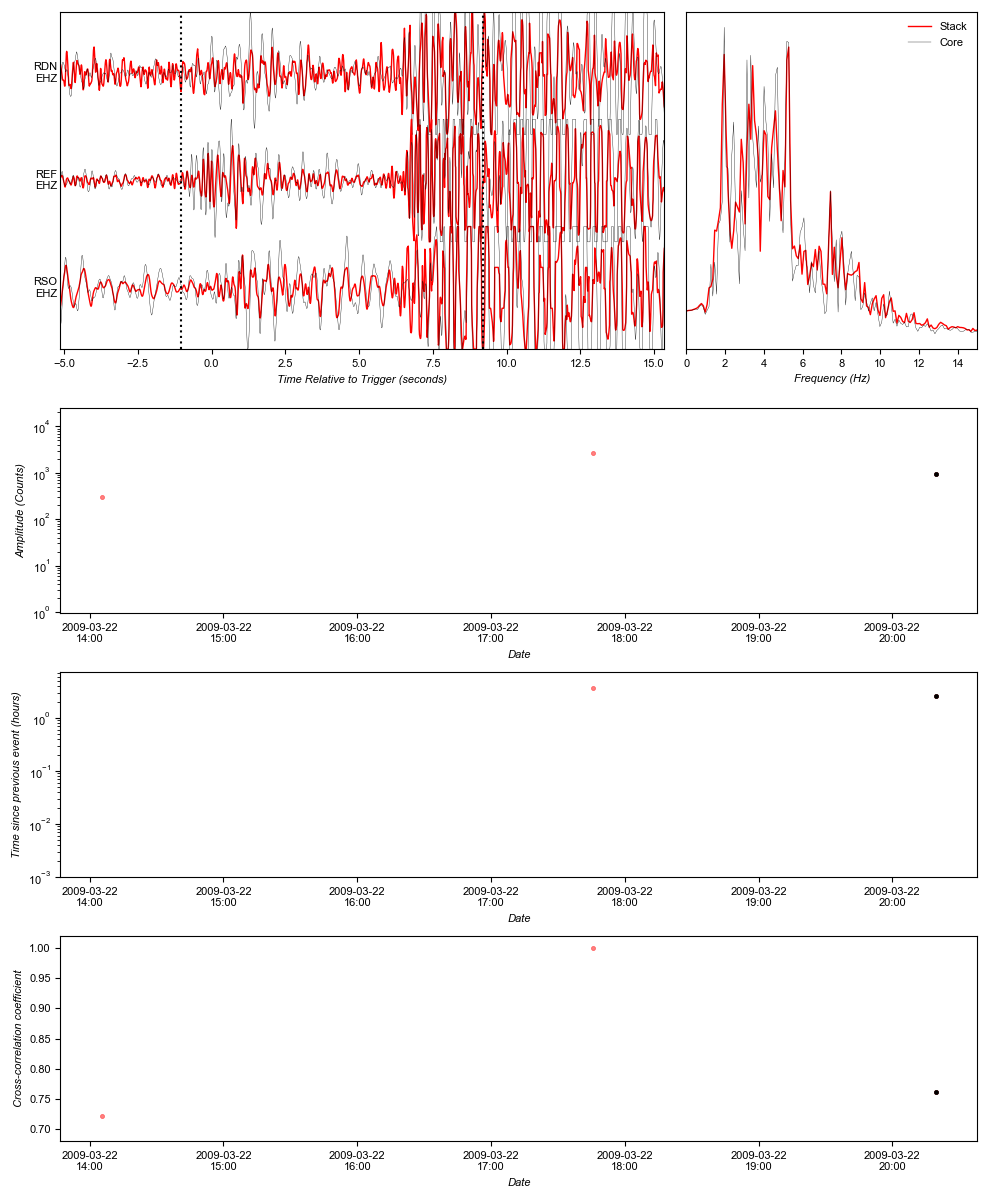 RDN
EHZ
REF
EHZ
RSO
EHZ
−5.0 −2.5 0.0 2.5 5.0 7.5 10.0 12.5 15.0
Time Relative to Trigger (seconds)
Stack
Core
0 2 4 6 8 10 12 14
Frequency (Hz)
10^4
10^3
10^2
10^1
10^0
Amplitude (Counts)
2009-03-22 2009-03-22 2009-03-22 2009-03-22 2009-03-22 2009-03-22 2009-03-22
14:00 15:00 16:00 17:00 18:00 19:00 20:00
Date
10^0
10^−1
10^−2
10^−3
Time since previous event (hours)
2009-03-22 2009-03-22 2009-03-22 2009-03-22 2009-03-22 2009-03-22 2009-03-22
14:00 15:00 16:00 17:00 18:00 19:00 20:00
Date
1.00
0.95
0.90
0.85
0.80
0.75
0.70
Cross-correlation coefficient
2009-03-22 2009-03-22 2009-03-22 2009-03-22 2009-03-22 2009-03-22 2009-03-22
14:00 15:00 16:00 17:00 18:00 19:00 20:00
Date